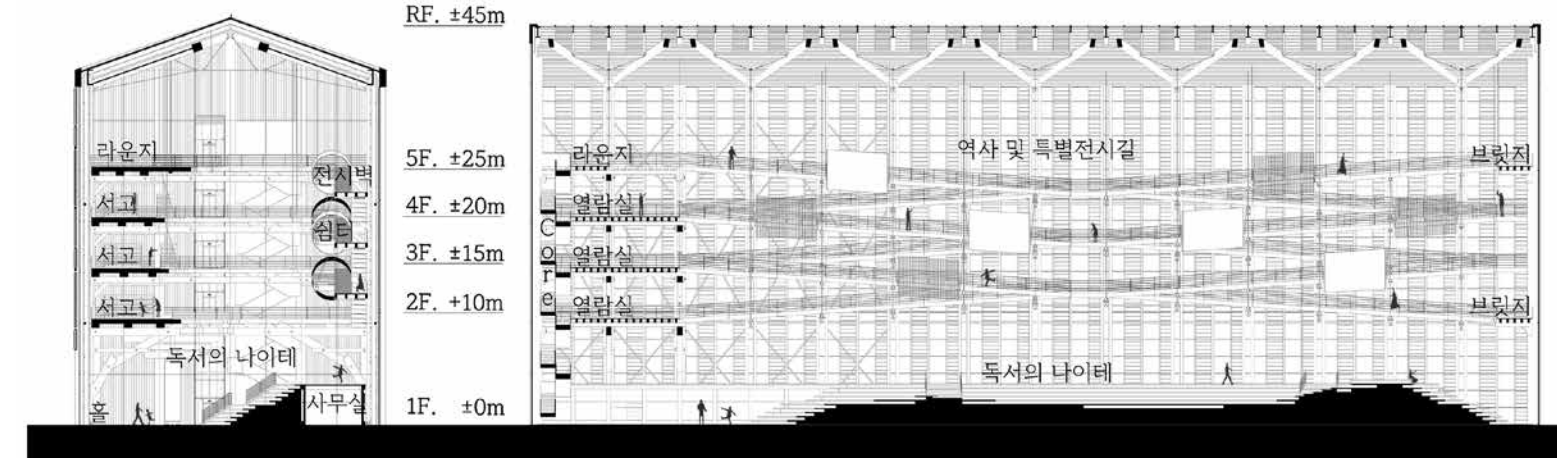 라운지
서고
서고
서고
전시벽
쉼터
독서의 나이테
홀
사무실
RF. ±45m
5F. ±25m
4F. ±20m
3F. ±15m
2F. +10m
1F. ±0m
라운지
열람실
열람실
열람실
Core
역사 및 특별전시길
브릿지
브릿지
독서의 나이테